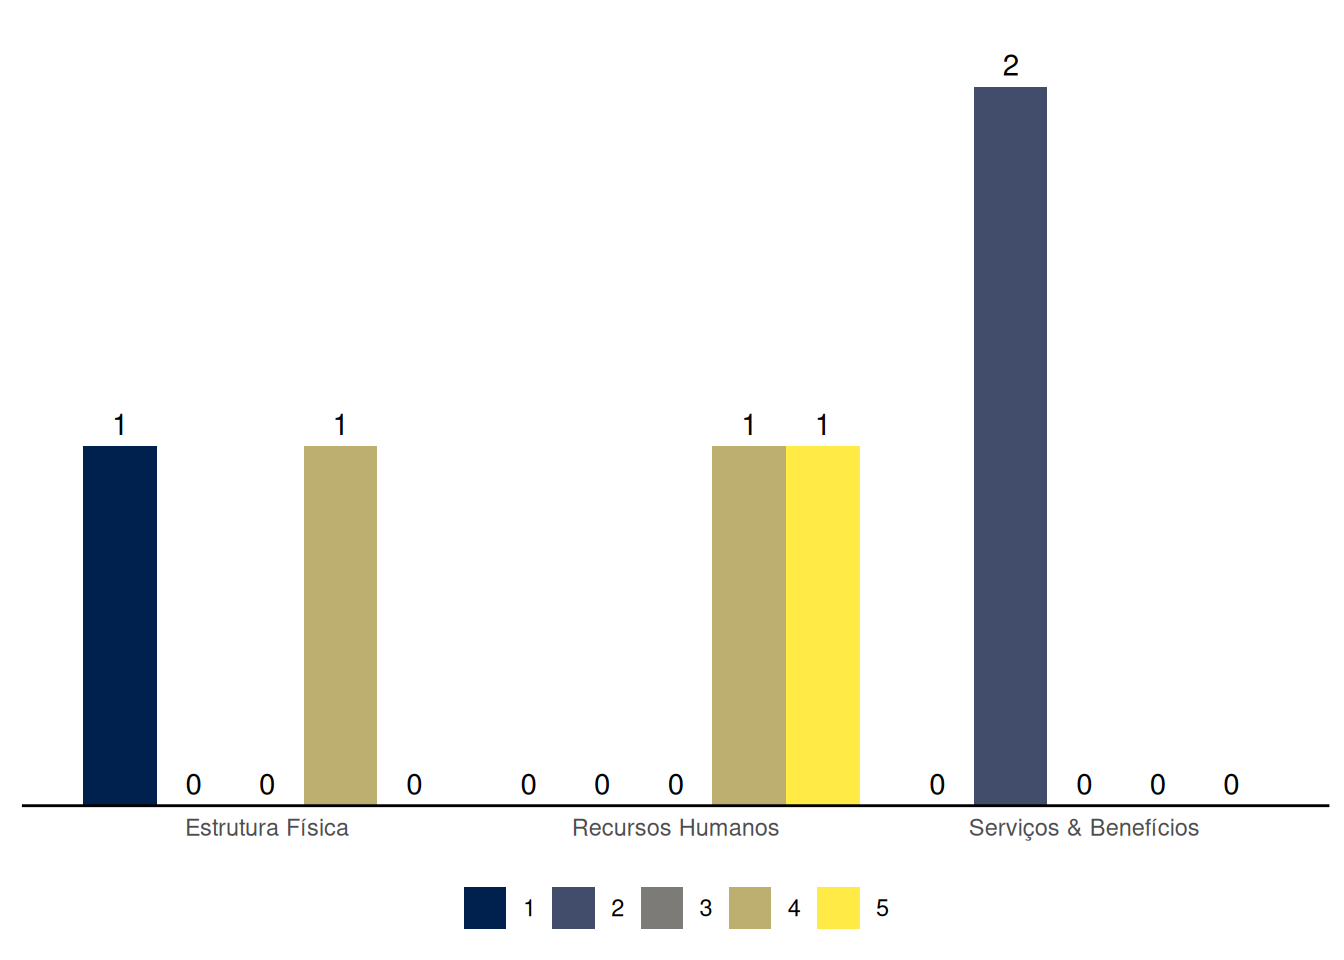 2
1 1 1 1
0 0 0 0 0 0 0 0 0 0
Estrutura Física Recursos Humanos Serviços & Benefícios
1 2 3 4 5